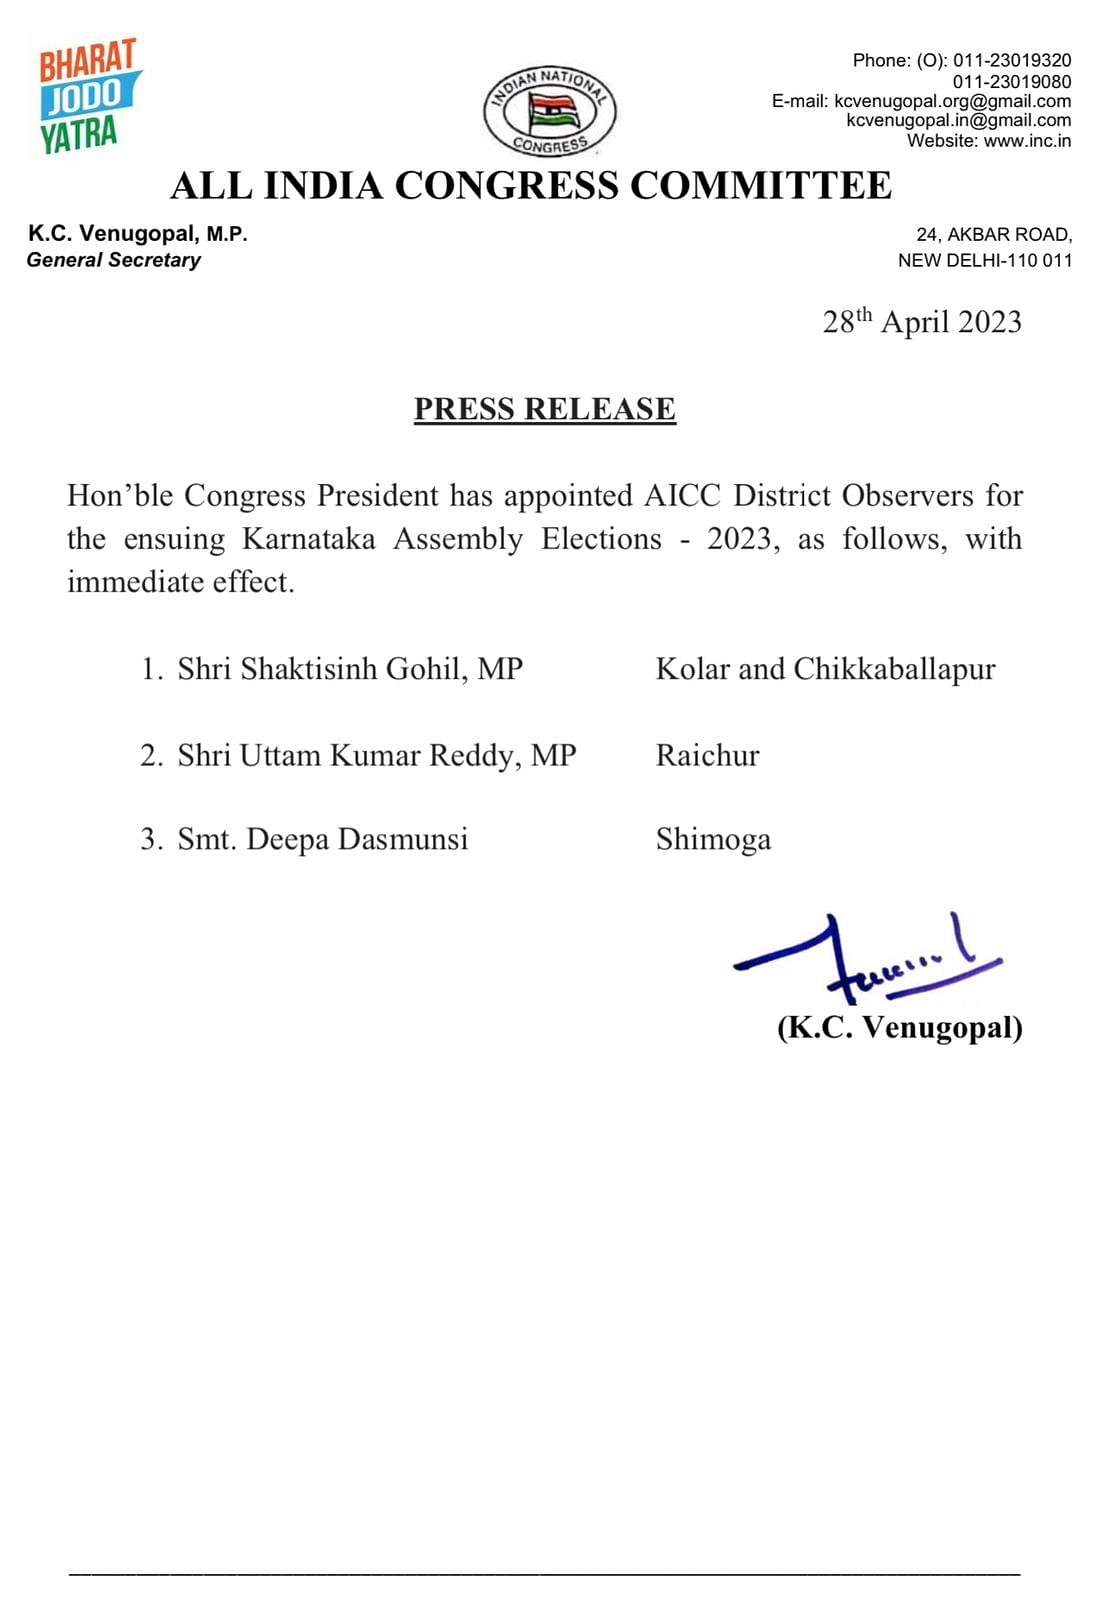 BHARAT
JODO
YATRA
INDIAN NATIONAL
CONGRESS
Phone: (O): 011-23019320
011-23019080
E-mail: kcvenugopal.org@gmail.com
kcvenugopal.in@gmail.com
Website: www.inc.in
ALL INDIA CONGRESS COMMITTEE
K.C. Venugopal, M.P.
General Secretary
24, AKBAR ROAD,
NEW DELHI-110 011
28th April 2023
PRESS RELEASE
Hon’ble Congress President has appointed AICC District Observers for
the ensuing Karnataka Assembly Elections - 2023, as follows, with
immediate effect.
1. Shri Shaktisinh Gohil, MP Kolar and Chikkaballapur
2. Shri Uttam Kumar Reddy, MP Raichur
3. Smt. Deepa Dasmunsi Shimoga
(K.C. Venugopal)